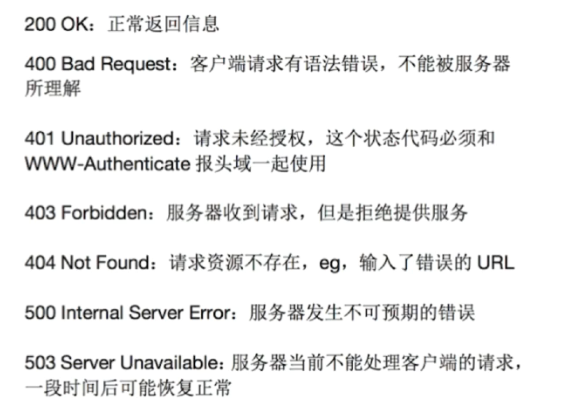 200 OK：正常返回信息
400 Bad Request：客户端请求有语法错误，不能被服务器
所理解
401 Unauthorized：请求未经授权，这个状态代码必须和
WWW-Authenticate 报头域一起使用
403 Forbidden：服务器收到请求，但是拒绝提供服务
404 Not Found：请求资源不存在，eg，输入了错误的 URL
500 Internal Server Error：服务器发生不可预期的错误
503 Server Unavailable：服务器当前不能处理客户端的请求，
一段时间后可能恢复正常